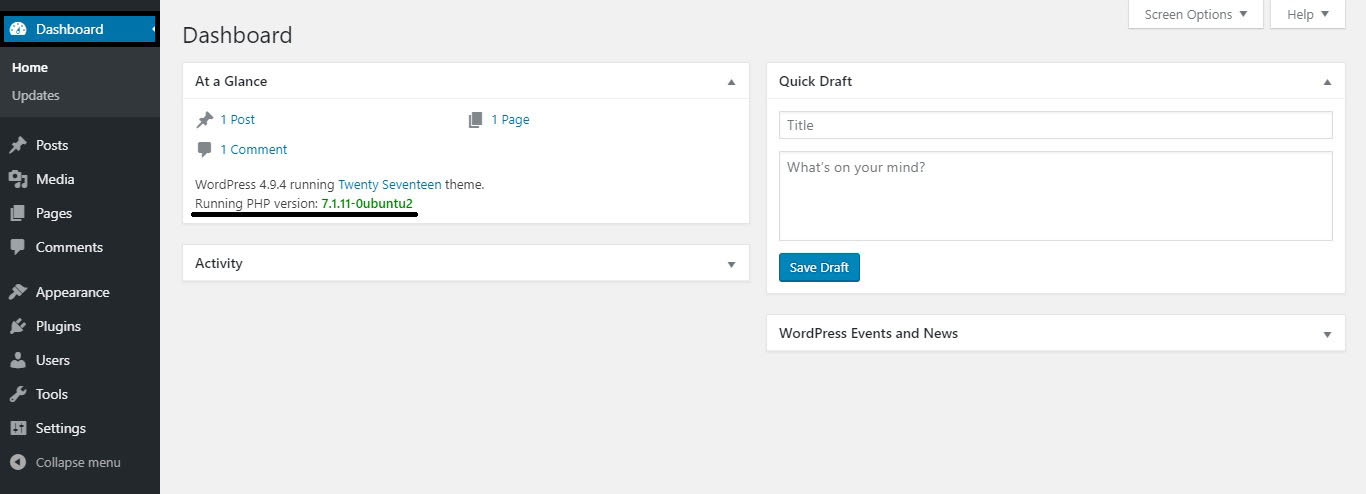 Dashboard
Home
Updates
Posts
Media
Pages
Comments
Appearance
Plugins
Users
Tools
Settings
Collapse menu
Screen Options
Help
Dashboard
At a Glance
1 Post
1 Page
1 Comment
WordPress 4.9.4 running Twenty Seventeen theme.
Running PHP version: 7.1.11-0ubuntu2
Activity
Quick Draft
Title
What's on your mind?
Save Draft
WordPress Events and News